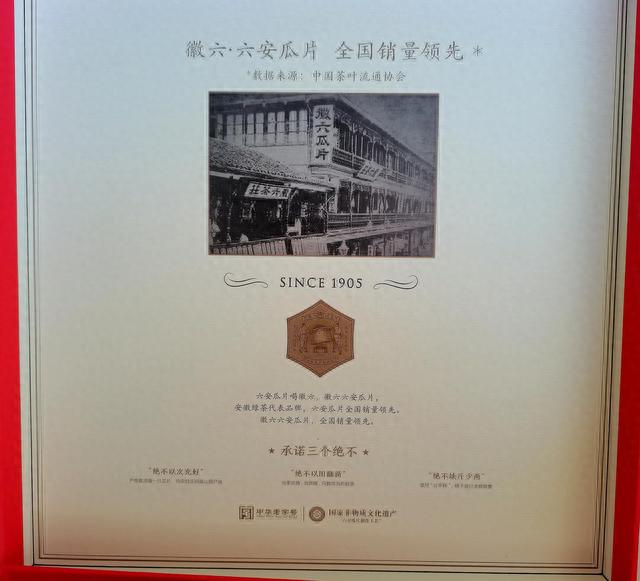 徽六·六安瓜片 全国销量领先*
*数据来源：中国茶叶流通协会
徽六瓜片
SINCE 1905
六安瓜片喝徽六，徽六六安瓜片，
安徽绿茶代表品牌，六安瓜片全国销量领先。
徽六六安瓜片，全国销量领先。
★ 承诺三个绝不 ★
“绝不以次充好” “绝不以旧翻新” “绝不缺斤少两”
中华老字号 国家非物质文化遗产